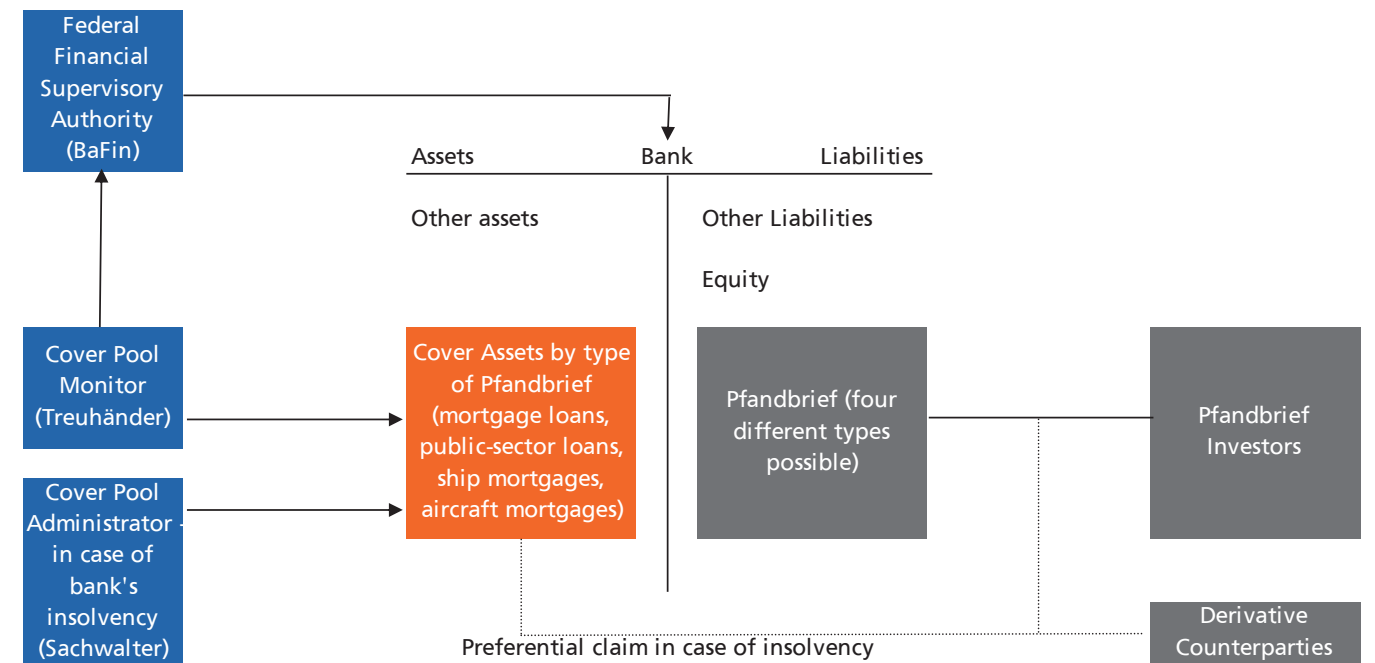 Federal
Financial
Supervisory
Authority
(BaFin)
Assets Bank Liabilities
Other assets
Other Liabilities
Equity
Cover Pool
Monitor
(Treuhänder)
Cover Assets by type
of Pfandbrief
(mortgage loans,
public-sector loans,
ship mortgages,
aircraft mortgages)
Pfandbrief (four
different types
possible)
Pfandbrief
Investors
Cover Pool
Administrator -
in case of
bank's
insolvency
(Sachwalter)
Preferential claim in case of insolvency
Derivative
Counterparties